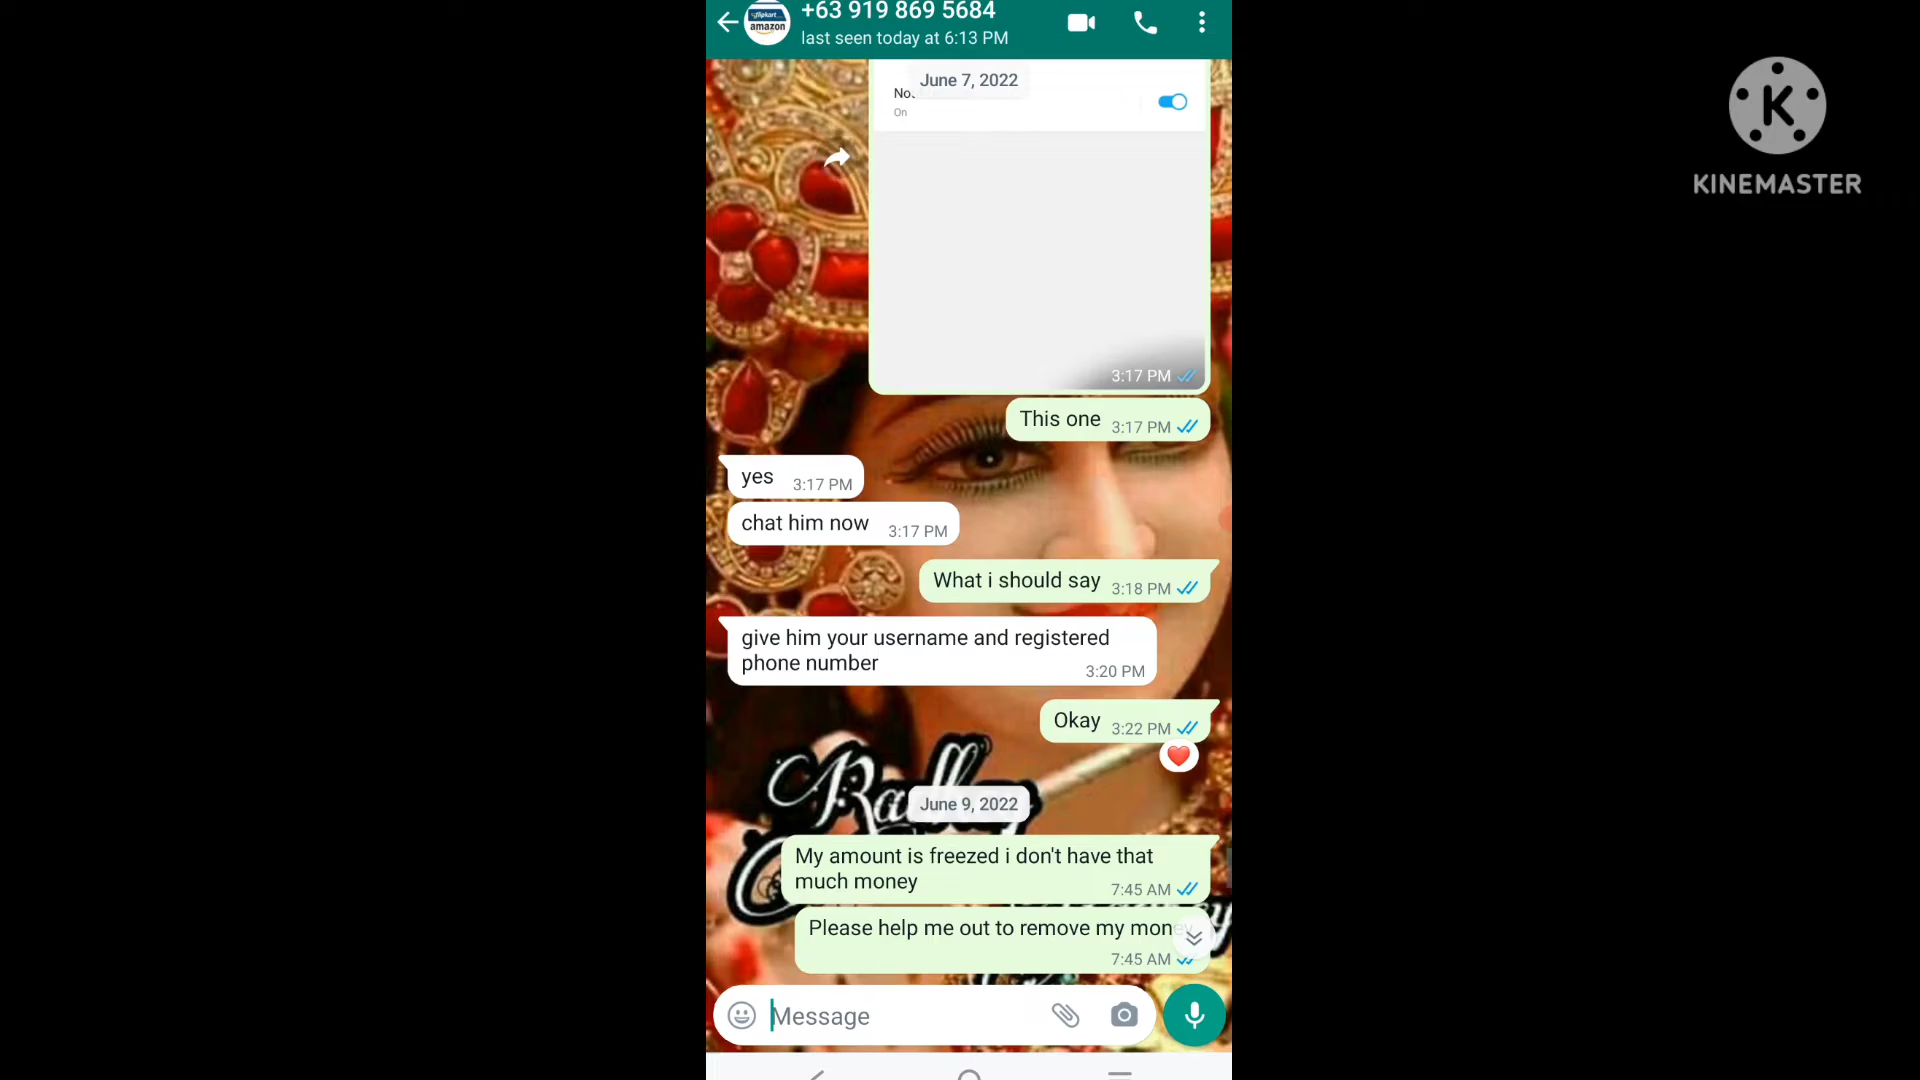 +63 919 869 5684
flipkart
amazon
last seen today at 6:13 PM
June 7, 2022
On
3:17 PM
This one 3:17 PM
yes 3:17 PM
chat him now 3:17 PM
What i should say 3:18 PM
give him your username and registered
phone number
3:20 PM
Okay 3:22 PM
June 9, 2022
My amount is freezed i don't have that
much money 7:45 AM
Please help me out to remove my money
7:45 AM
Message
K
KINEMASTER